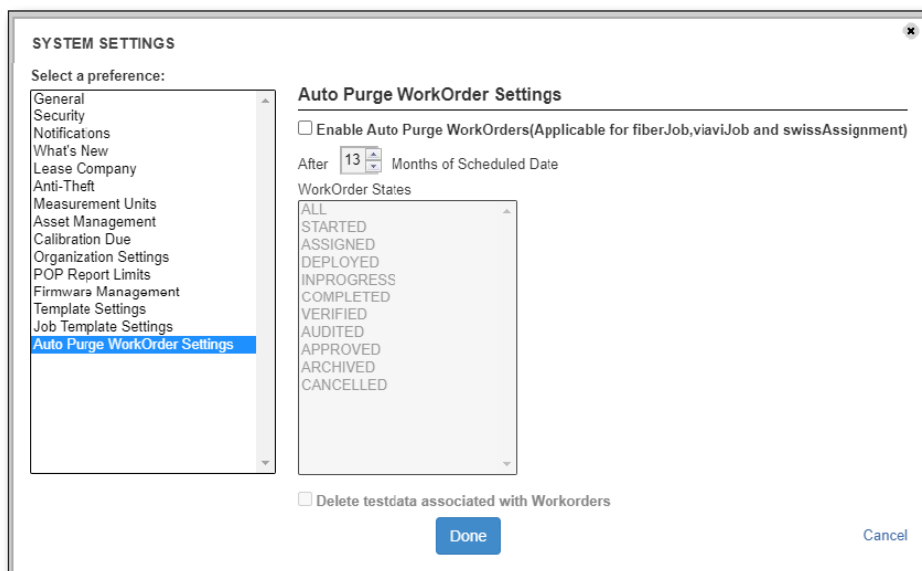 SYSTEM SETTINGS
Select a preference:
General
Security
Notifications
What's New
Lease Company
Anti-Theft
Measurement Units
Asset Management
Calibration Due
Organization Settings
POP Report Limits
Firmware Management
Template Settings
Job Template Settings
Auto Purge WorkOrder Settings
Auto Purge WorkOrder Settings
Enable Auto Purge WorkOrders(Applicable for fiberJob,viaviJob and swissAssignment)
After 13 Months of Scheduled Date
WorkOrder States
ALL
STARTED
ASSIGNED
DEPLOYED
INPROGRESS
COMPLETED
VERIFIED
AUDITED
APPROVED
ARCHIVED
CANCELLED
Delete testdata associated with Workorders
Done
Cancel